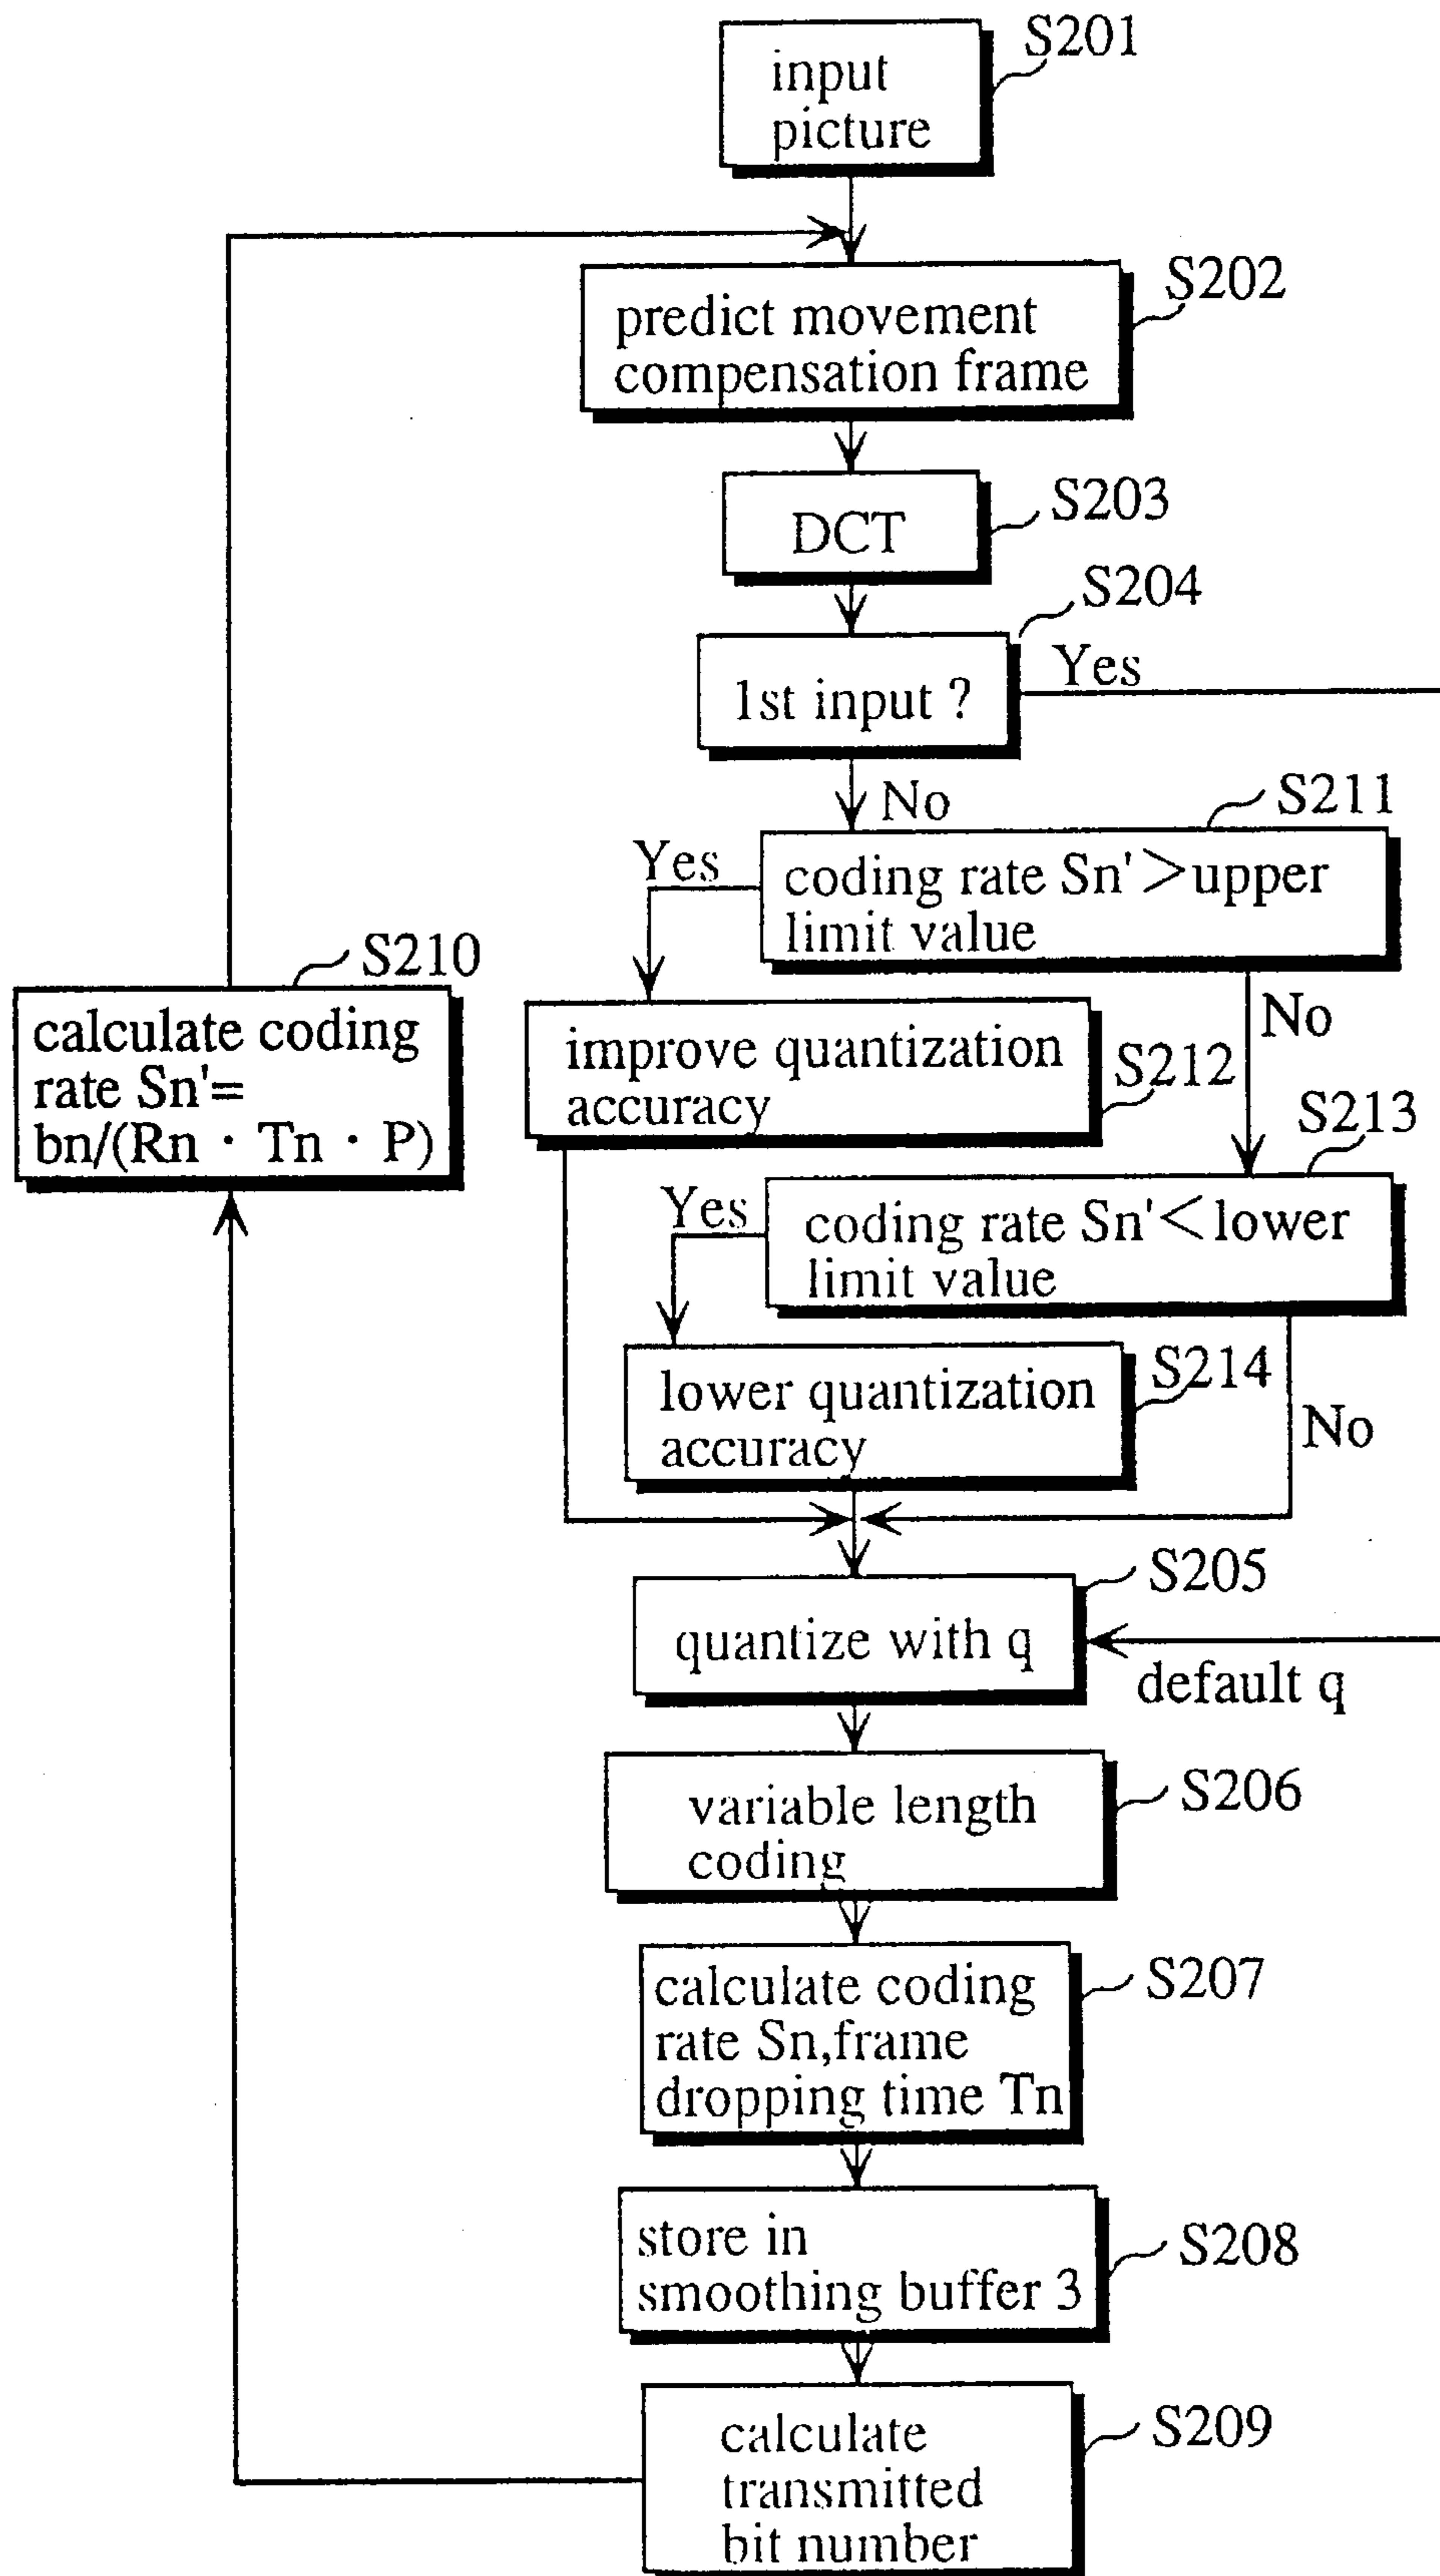 input
picture
S201
predict movement
compensation frame
S202
DCT
S203
1st input ?
S204
Yes
No
coding rate Sn'>upper
limit value
S211
Yes
No
improve quantization
accuracy
S212
coding rate Sn'<lower
limit value
S213
Yes
No
lower quantization
accuracy
S214
quantize with q
S205
default q
variable length
coding
S206
calculate coding
rate Sn,frame
dropping time Tn
S207
store in
smoothing buffer 3
S208
calculate
transmitted
bit number
S209
calculate coding
rate Sn'=
bn/(Rn · Tn · P)
S210